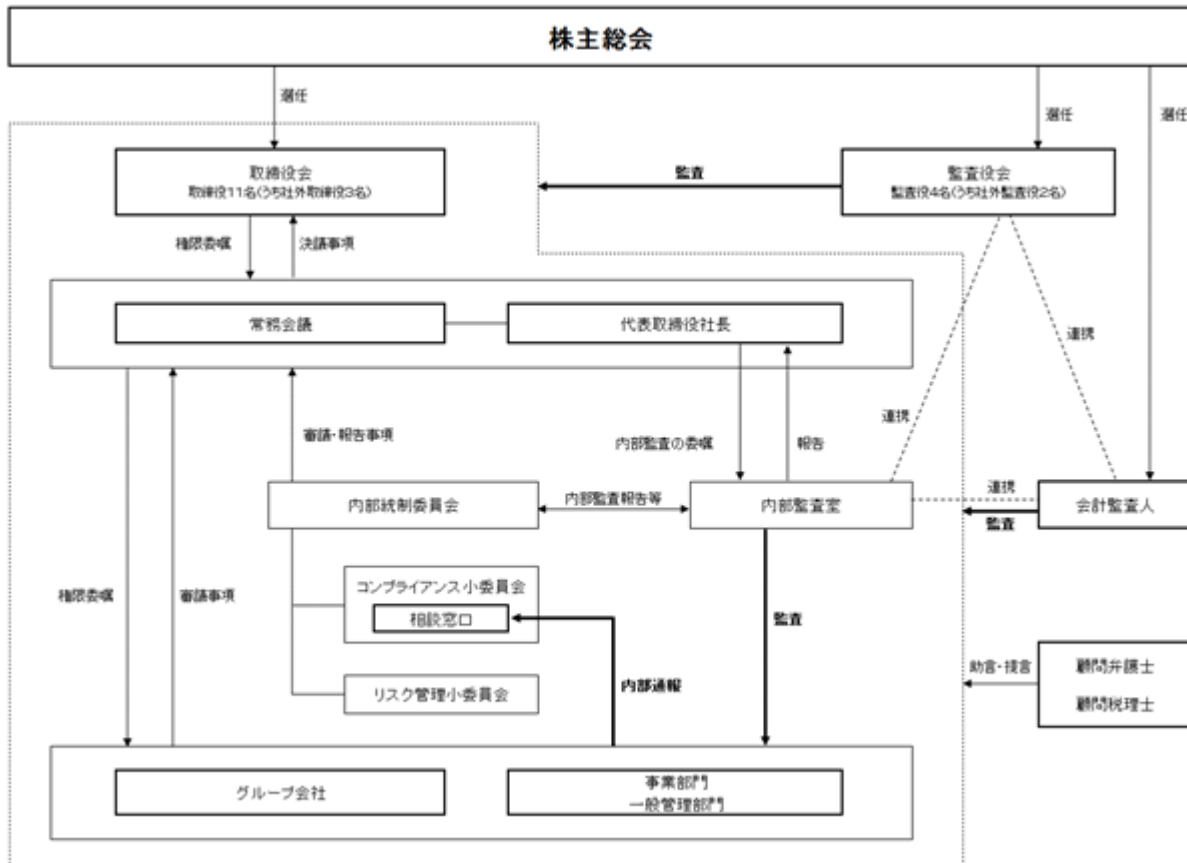 株主総会
選任
選任
選任
取締役会
取締役11名(うち社外取締役3名)
監査
監査役会
監査役4名(うち社外監査役2名)
権限委嘱
決議事項
常務会議
代表取締役社長
連携
連携
審議・報告事項
内部監査の委嘱
報告
内部統制委員会
内部監査報告等
内部監査室
連携
会計監査人
監査
コンプライアンス小委員会
相談窓口
権限委嘱
審議事項
監査
助言・提言
顧問弁護士
顧問税理士
リスク管理小委員会
内部通報
グループ会社
事業部門
一般管理部門